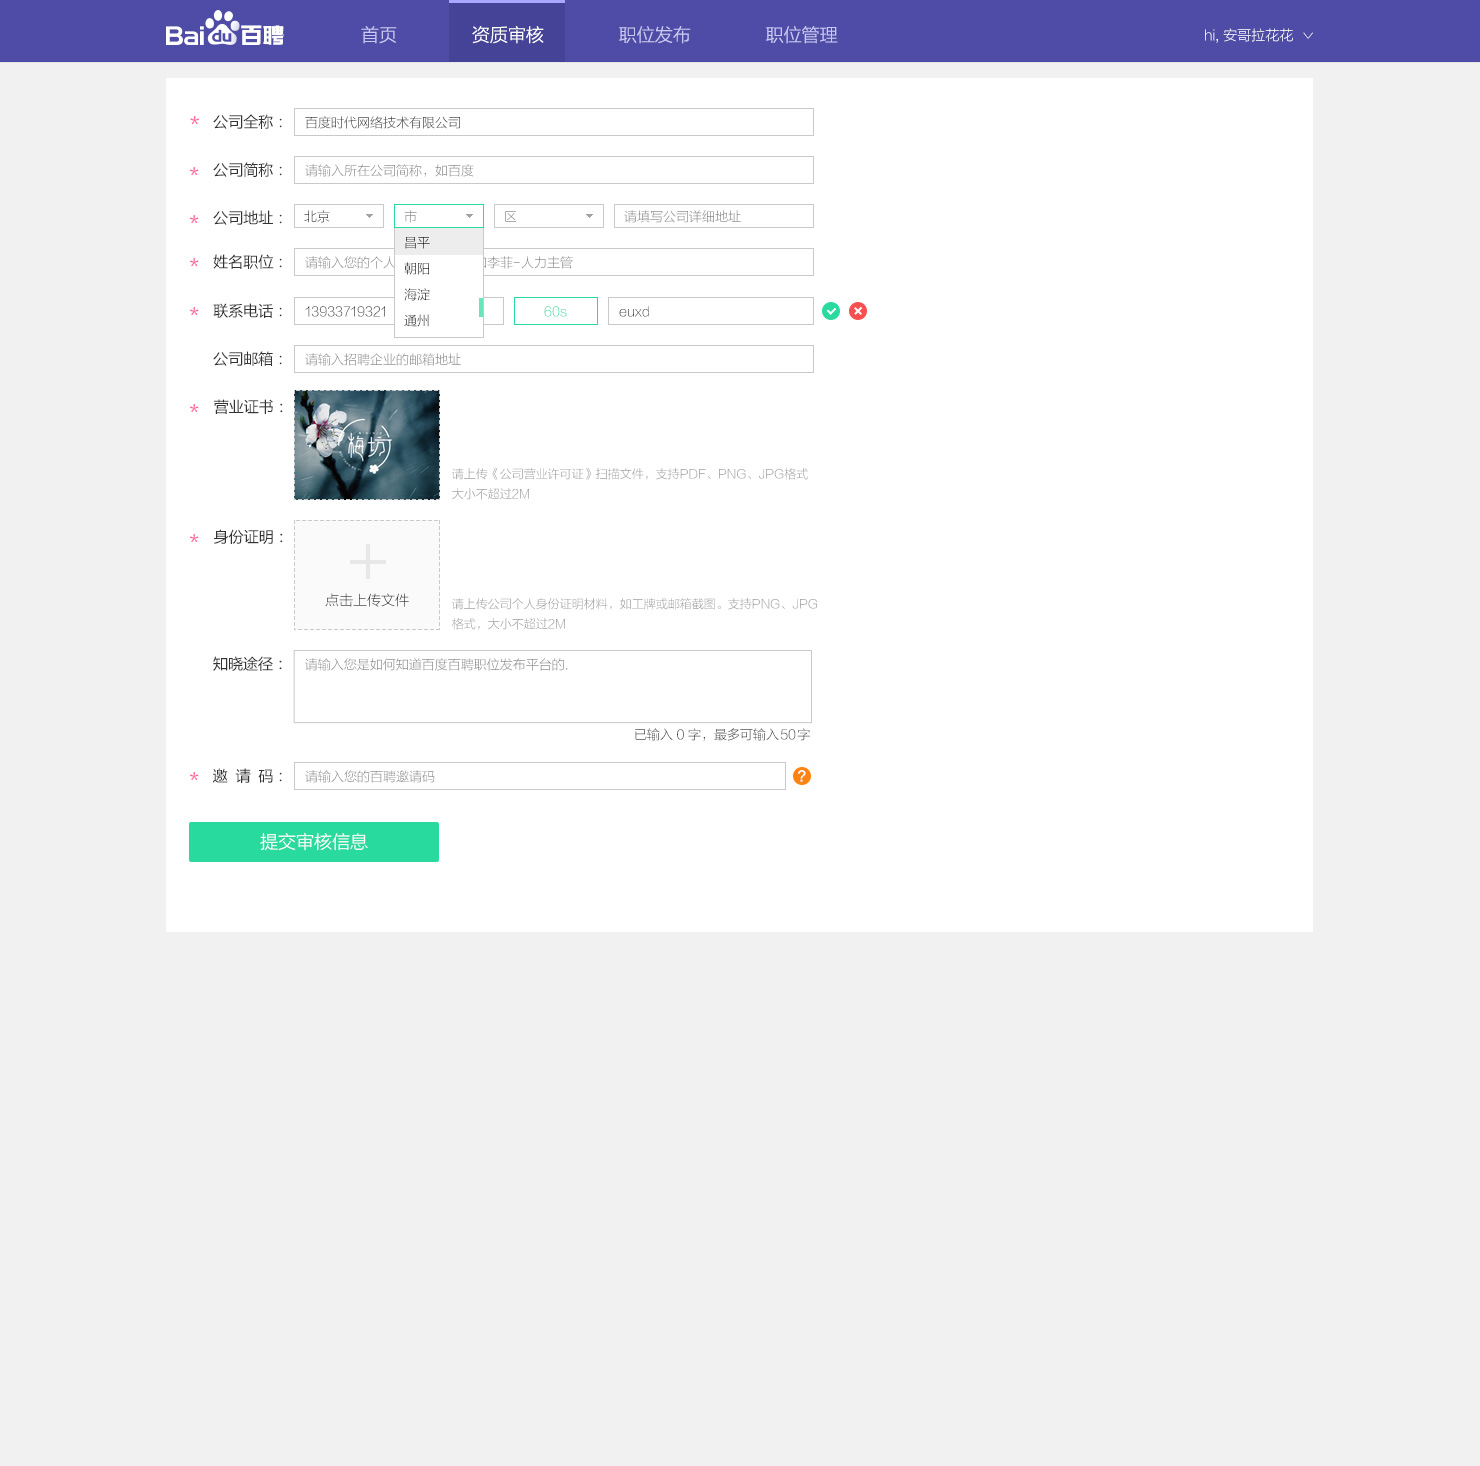 Bai du 百聘
首页
资质审核
职位发布
职位管理
hi, 安哥拉花花
* 公司全称：
百度时代网络技术有限公司
* 公司简称：
请输入所在公司简称，如百度
* 公司地址：
北京
市
区
请填写公司详细地址
昌平
朝阳
海淀
通州
* 姓名职位：
请输入您的个人
李菲-人力主管
* 联系电话：
13933719321
60s
euxd
公司邮箱：
请输入招聘企业的邮箱地址
* 营业证书：
梅坊
请上传《公司营业许可证》扫描文件，支持PDF、PNG、JPG格式
大小不超过2M
* 身份证明：
点击上传文件
请上传公司个人身份证明材料，如工牌或邮箱截图。支持PNG、JPG
格式，大小不超过2M
知晓途径：
请输入您是如何知道百度百聘职位发布平台的.
已输入 0 字，最多可输入50字
* 邀 请 码：
请输入您的百聘邀请码
?
提交审核信息